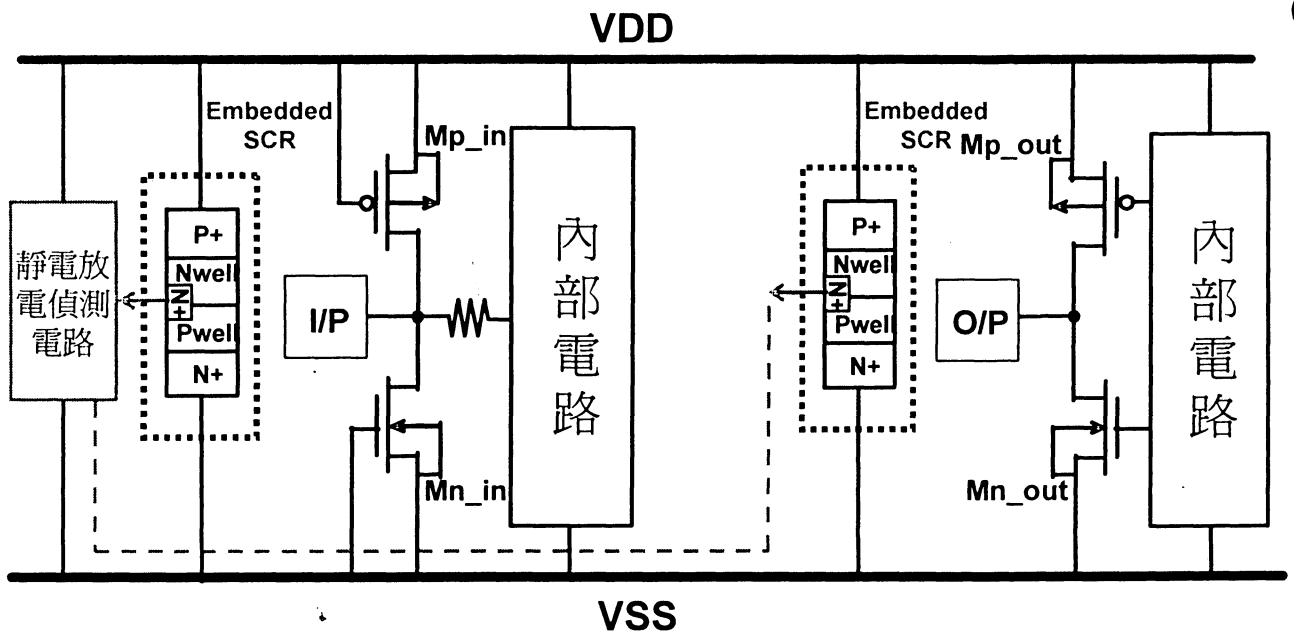 VDD
Embedded
SCR
Mp_in
Embedded
SCR
Mp_out
靜電放
電偵測
電路
P+
Nwell
N+
Pwell
N+
I/P
內
部
電
路
P+
Nwell
N+
Pwell
N+
O/P
內
部
電
路
Mn_in
Mn_out
VSS